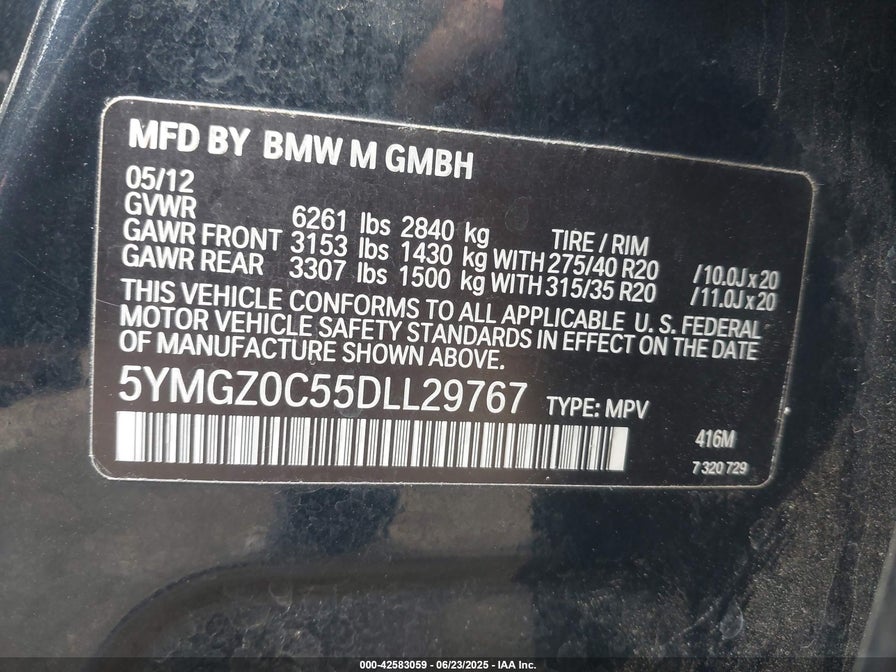 MFD BY BMW M GMBH
05/12
GVWR 6261 lbs 2840 kg TIRE / RIM
GAWR FRONT 3153 lbs 1430 kg WITH 275/40 R20 /10.0J x 20
GAWR REAR 3307 lbs 1500 kg WITH 315/35 R20 /11.0J x 20
THIS VEHICLE CONFORMS TO ALL APPLICABLE U. S. FEDERAL
MOTOR VEHICLE SAFETY STANDARDS IN EFFECT ON THE DATE
OF MANUFACTURE SHOWN ABOVE.
5YMGZ0C55DLL29767 TYPE: MPV
416M
7 320 729
000-42583059 - 06/23/2025 - IAA Inc.